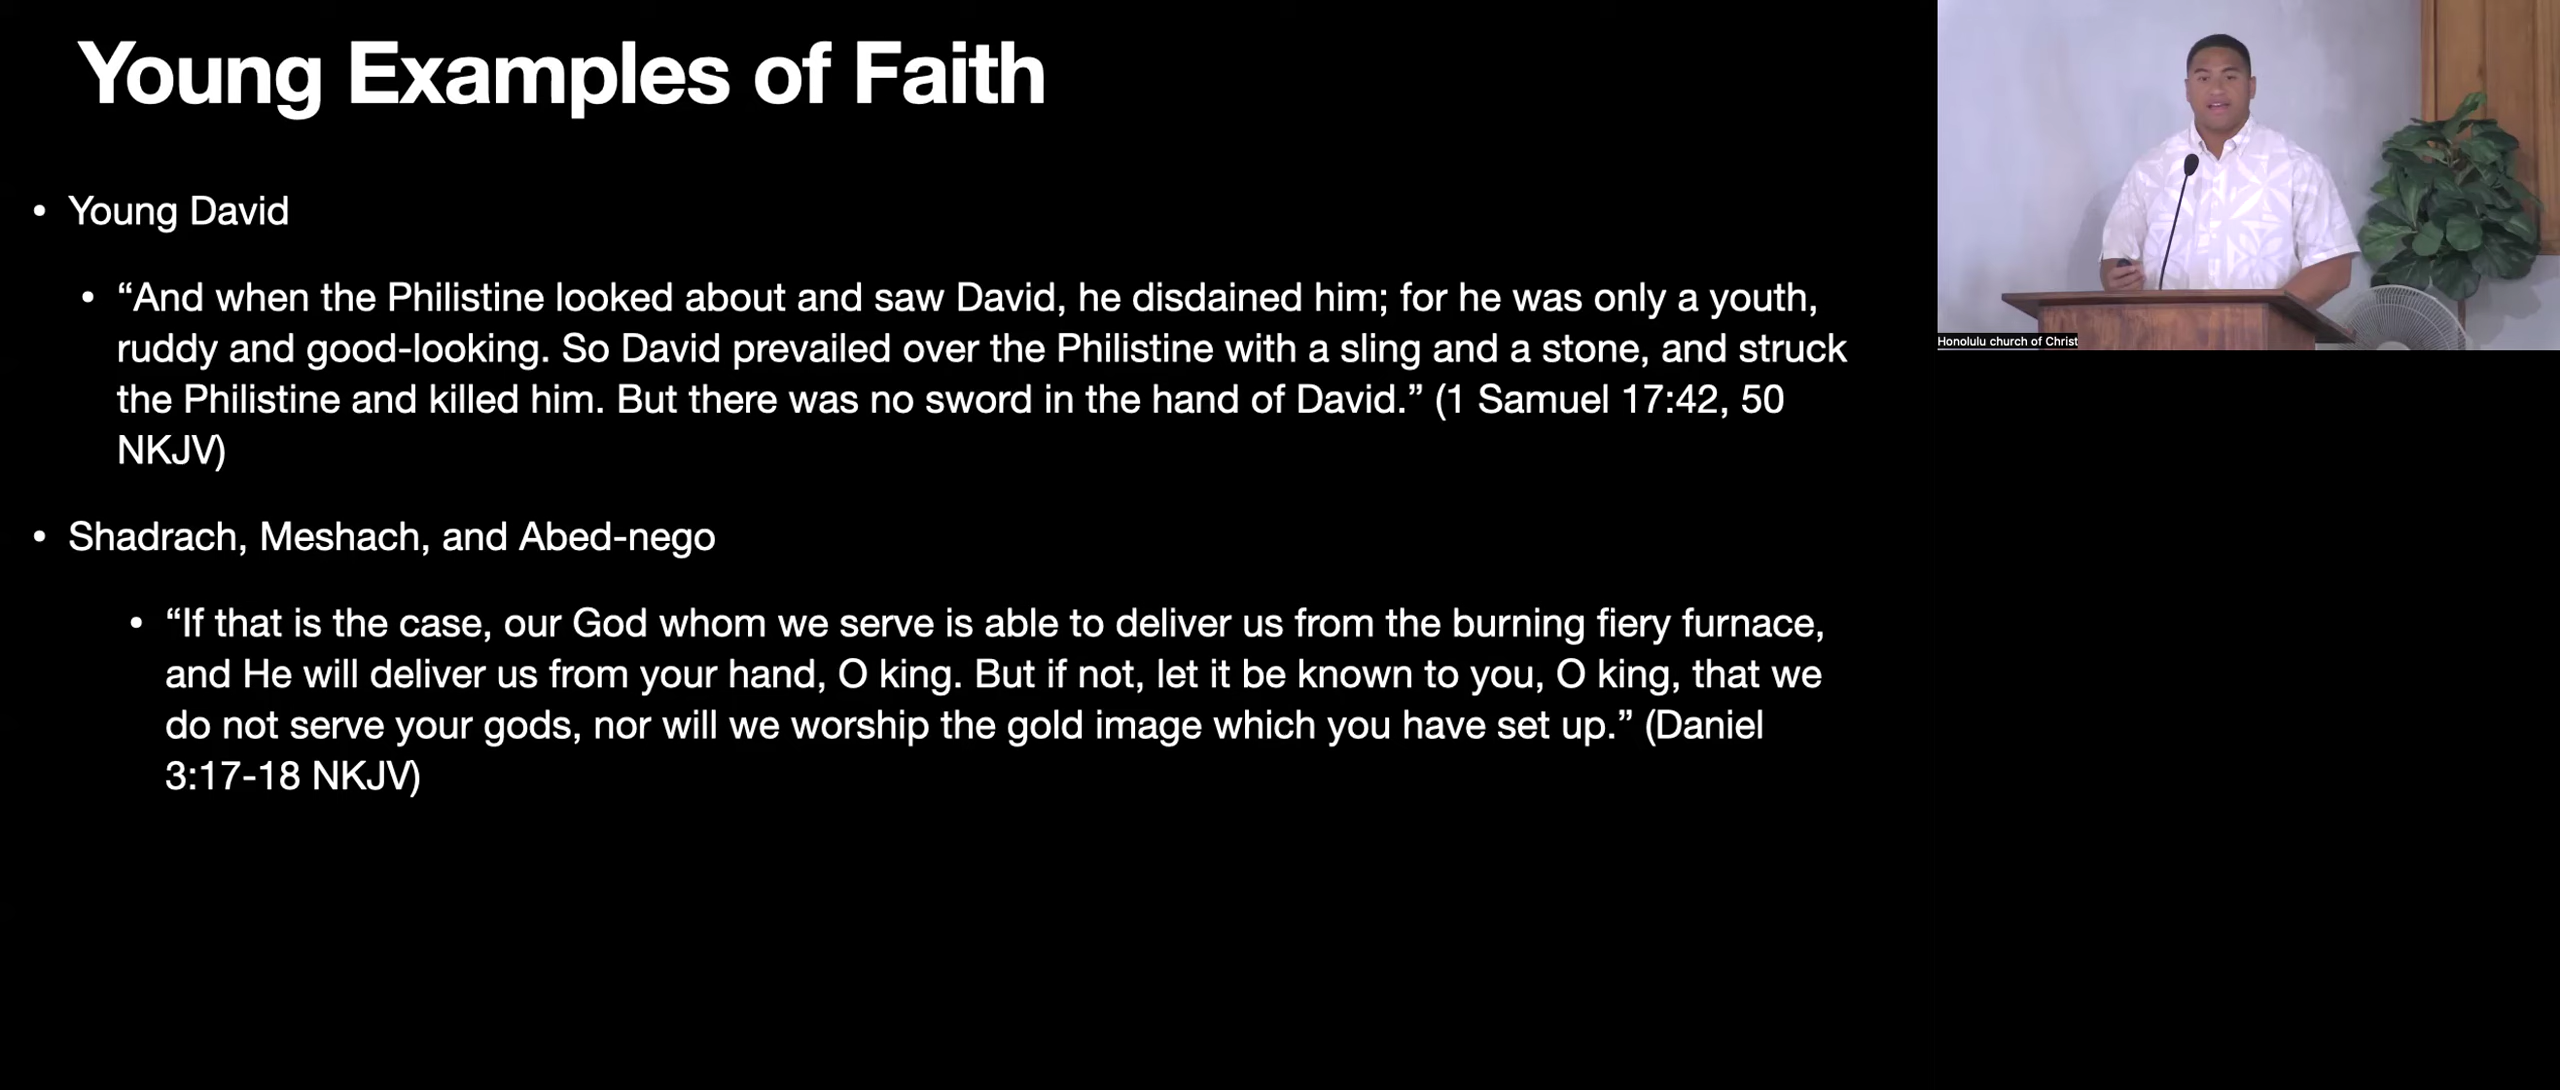 Young Examples of Faith
• Young David
• “And when the Philistine looked about and saw David, he disdained him; for he was only a youth,
ruddy and good-looking. So David prevailed over the Philistine with a sling and a stone, and struck
the Philistine and killed him. But there was no sword in the hand of David.” (1 Samuel 17:42, 50
NKJV)
• Shadrach, Meshach, and Abed-nego
• “If that is the case, our God whom we serve is able to deliver us from the burning fiery furnace,
and He will deliver us from your hand, O king. But if not, let it be known to you, O king, that we
do not serve your gods, nor will we worship the gold image which you have set up.” (Daniel
3:17-18 NKJV)
Honolulu church of Christ